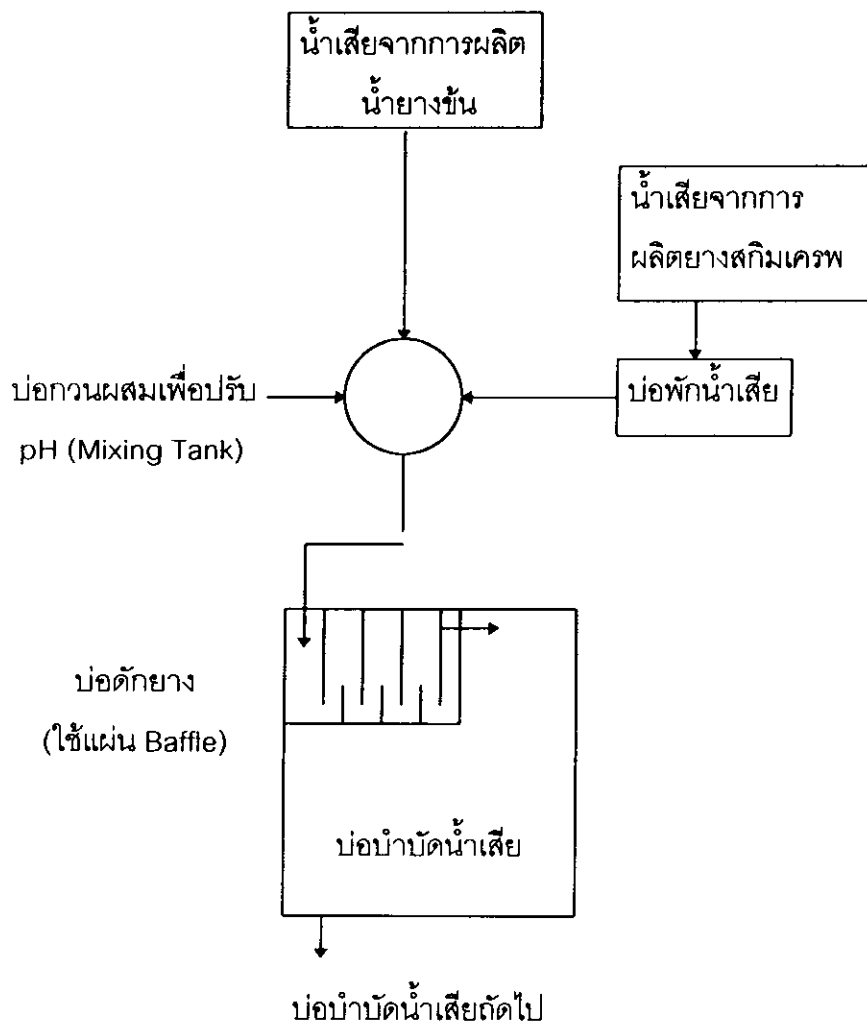 น้ำเสียจากการผลิต
น้ำยางข้น
น้ำเสียจากการ
ผลิตยางสกิมเครพ
บ่อพักน้ำเสีย
บ่อกวนผสมเพื่อปรับ
pH (Mixing Tank)
บ่อดักยาง
(ใช้แผ่น Baffle)
บ่อบำบัดน้ำเสีย
บ่อบำบัดน้ำเสียถัดไป